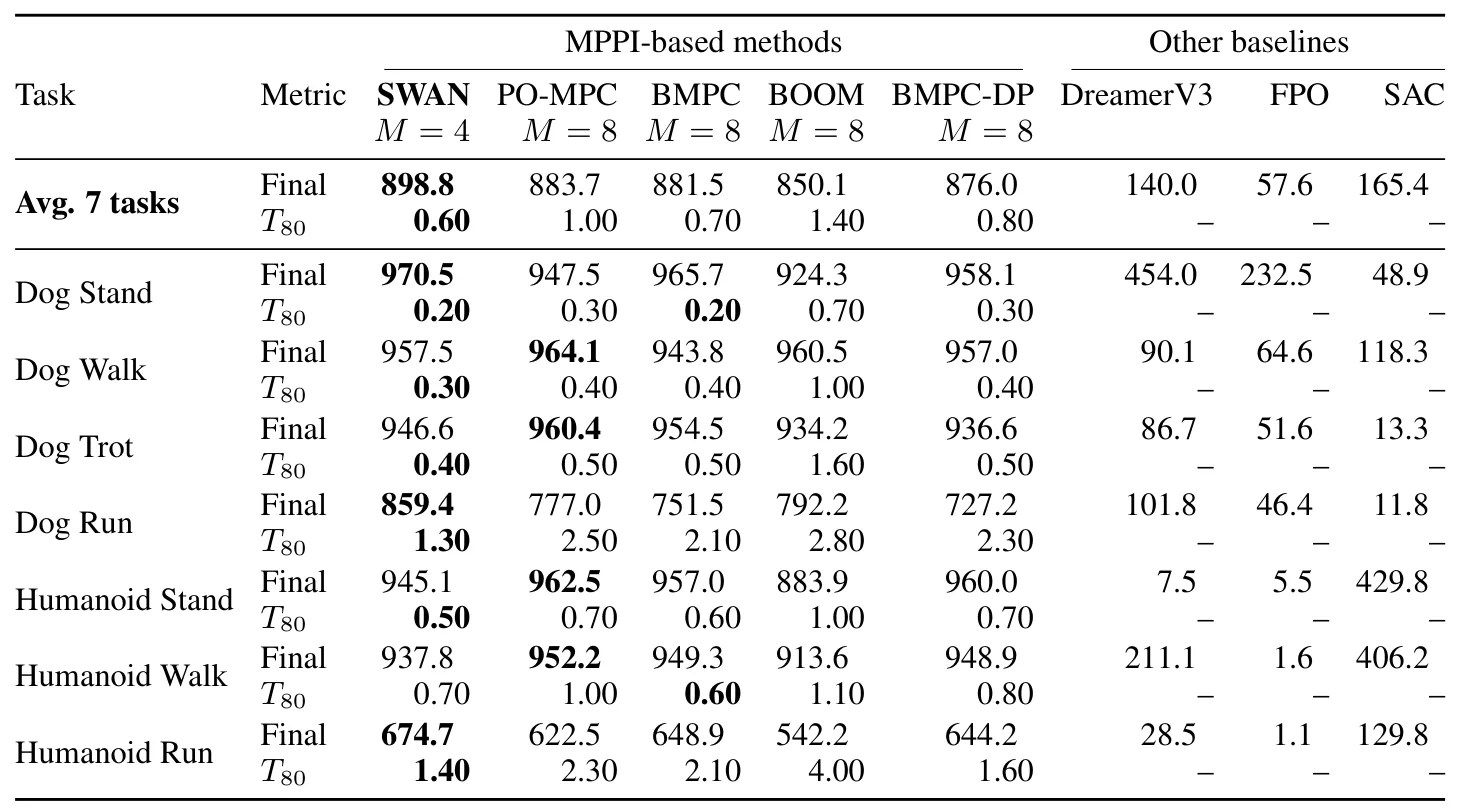 MPPI-based methods Other baselines
Task Metric SWAN PO-MPC BMPC BOOM BMPC-DP DreamerV3 FPO SAC
M = 4 M = 8 M = 8 M = 8 M = 8
Avg. 7 tasks Final 898.8 883.7 881.5 850.1 876.0 140.0 57.6 165.4
T80 0.60 1.00 0.70 1.40 0.80 – – –
Dog Stand Final 970.5 947.5 965.7 924.3 958.1 454.0 232.5 48.9
T80 0.20 0.30 0.20 0.70 0.30 – – –
Dog Walk Final 957.5 964.1 943.8 960.5 957.0 90.1 64.6 118.3
T80 0.30 0.40 0.40 1.00 0.40 – – –
Dog Trot Final 946.6 960.4 954.5 934.2 936.6 86.7 51.6 13.3
T80 0.40 0.50 0.50 1.60 0.50 – – –
Dog Run Final 859.4 777.0 751.5 792.2 727.2 101.8 46.4 11.8
T80 1.30 2.50 2.10 2.80 2.30 – – –
Humanoid Stand Final 945.1 962.5 957.0 883.9 960.0 7.5 5.5 429.8
T80 0.50 0.70 0.60 1.00 0.70 – – –
Humanoid Walk Final 937.8 952.2 949.3 913.6 948.9 211.1 1.6 406.2
T80 0.70 1.00 0.60 1.10 0.80 – – –
Humanoid Run Final 674.7 622.5 648.9 542.2 644.2 28.5 1.1 129.8
T80 1.40 2.30 2.10 4.00 1.60 – – –